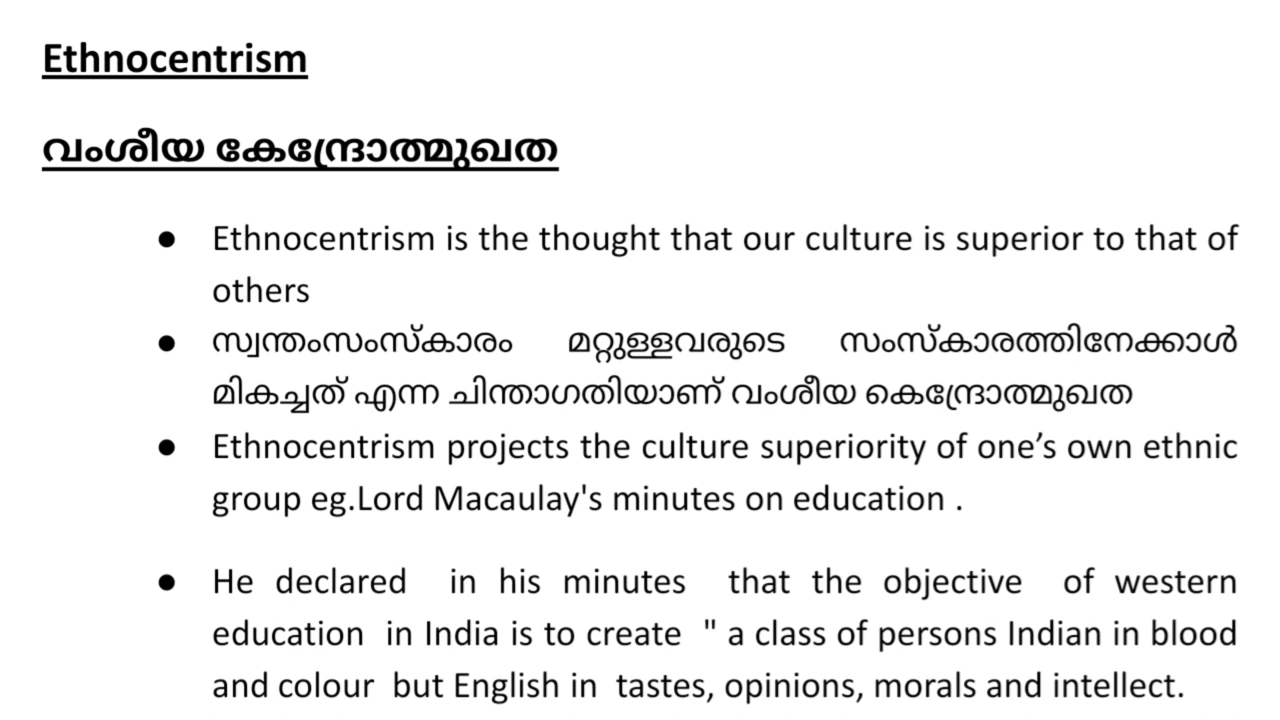 Ethnocentrism
വംശീയ കേന്ദ്രോത്മുഖത
● Ethnocentrism is the thought that our culture is superior to that of
others
● സ്വന്തംസംസ്കാരം മറ്റുള്ളവരുടെ സംസ്കാരത്തിനേക്കാൾ
മികച്ചത് എന്ന ചിന്താഗതിയാണ് വംശീയ കെന്ദ്രോത്മുഖത
● Ethnocentrism projects the culture superiority of one’s own ethnic
group eg.Lord Macaulay's minutes on education .
● He declared in his minutes that the objective of western
education in India is to create " a class of persons Indian in blood
and colour but English in tastes, opinions, morals and intellect.